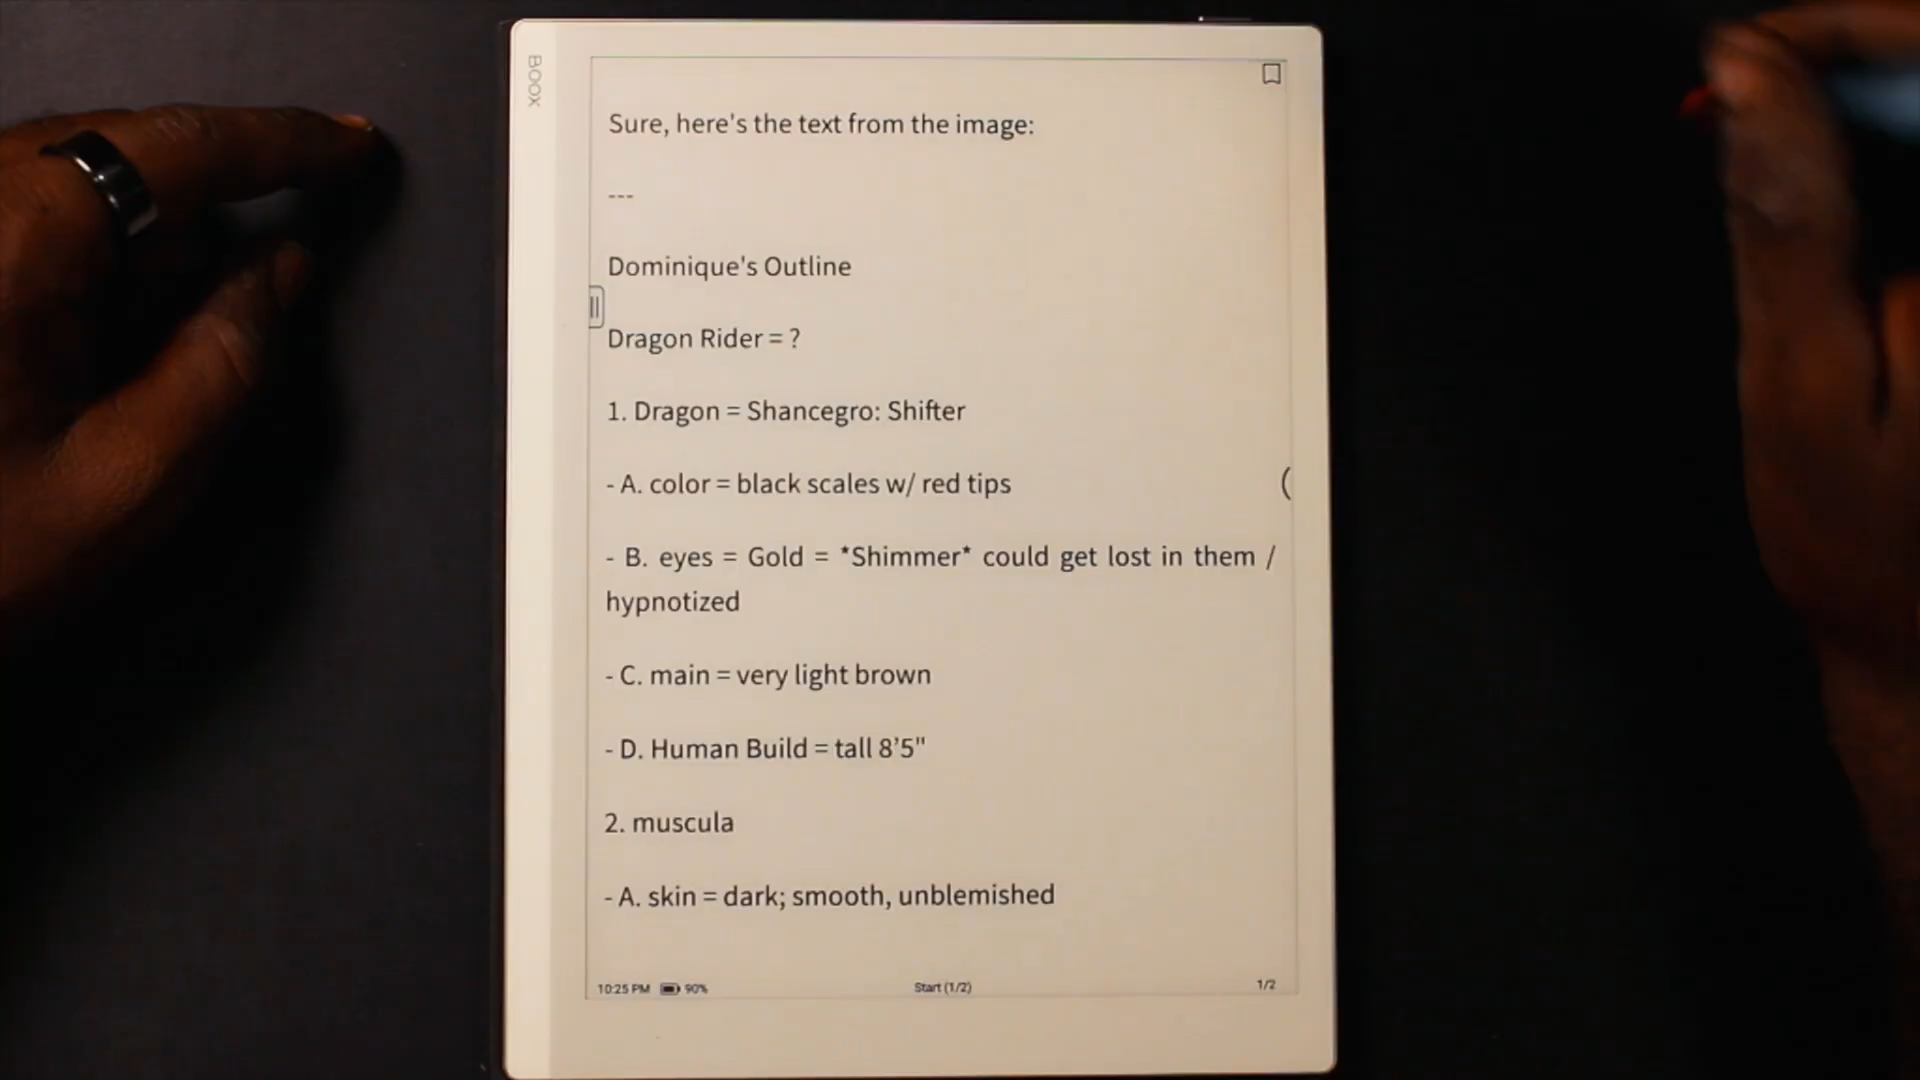 BOOX
Sure, here's the text from the image:
---
Dominique's Outline
Dragon Rider = ?
1. Dragon = Shancegro: Shifter
- A. color = black scales w/ red tips
(
- B. eyes = Gold = *Shimmer* could get lost in them /
hypnotized
- C. main = very light brown
- D. Human Build = tall 8’5"
2. muscula
- A. skin = dark; smooth, unblemished
10:25 PM 90% Start (1/2) 1/2